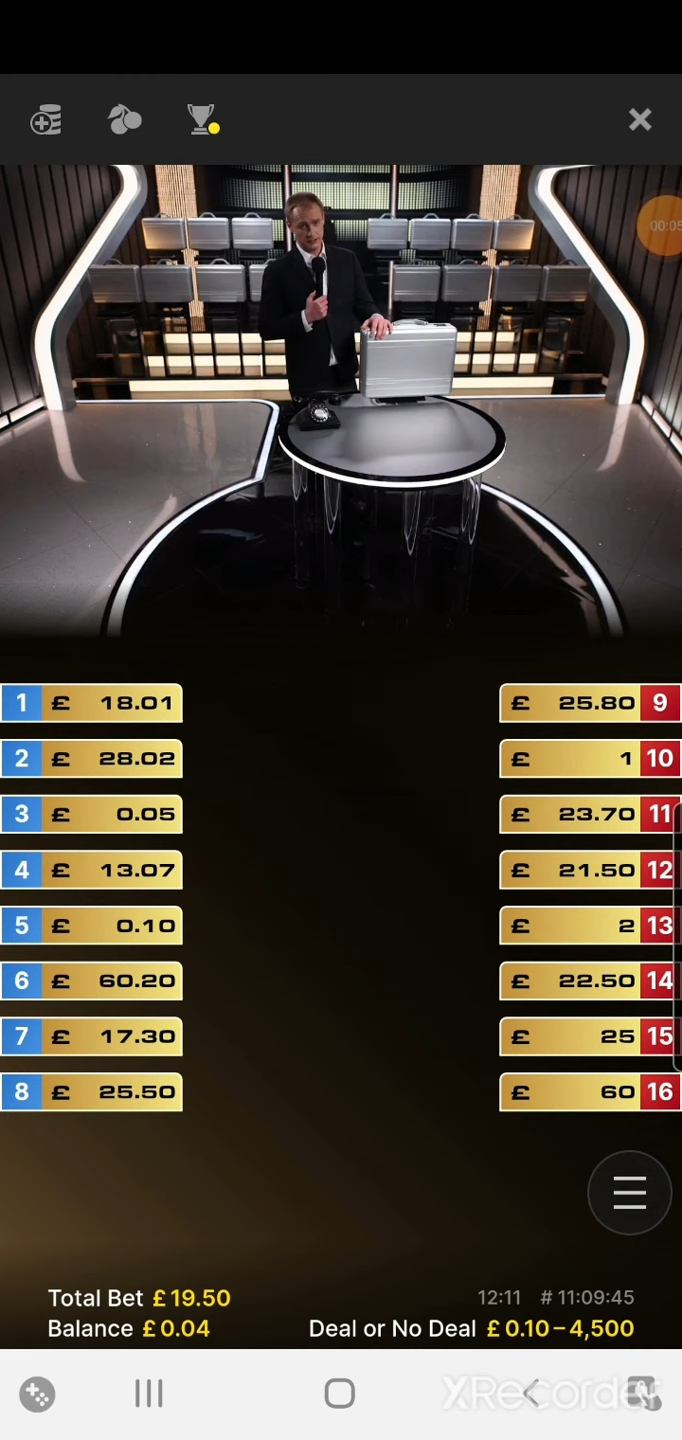 00:05
1 £ 18.01
£ 25.80 9
2 £ 28.02
£ 1 10
3 £ 0.05
£ 23.70 11
4 £ 13.07
£ 21.50 12
5 £ 0.10
£ 2 13
6 £ 60.20
£ 22.50 14
7 £ 17.30
£ 25 15
8 £ 25.50
£ 60 16
Total Bet £19.50
12:11 # 11:09:45
Balance £0.04
Deal or No Deal £0.10–4,500
XRecorder